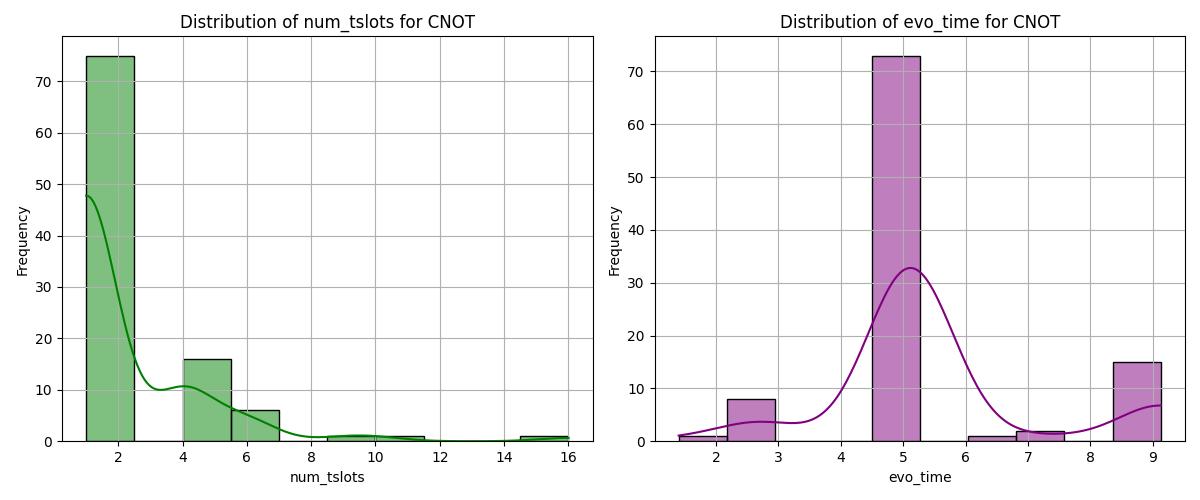 Distribution of num_tslots for CNOT
Frequency
70
60
50
40
30
20
10
0
2 4 6 8 10 12 14 16
num_tslots
Distribution of evo_time for CNOT
Frequency
70
60
50
40
30
20
10
0
2 3 4 5 6 7 8 9
evo_time